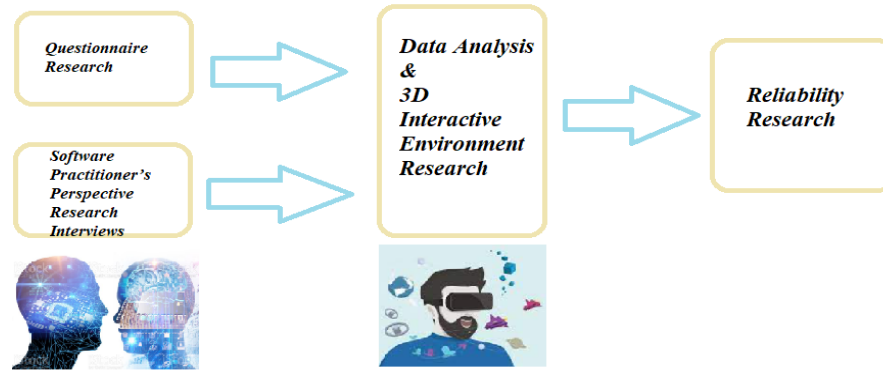 Questionnaire
Research
Software
Practitioner's
Perspective
Research
Interviews
Data Analysis
&
3D
Interactive
Environment
Research
Reliability
Research